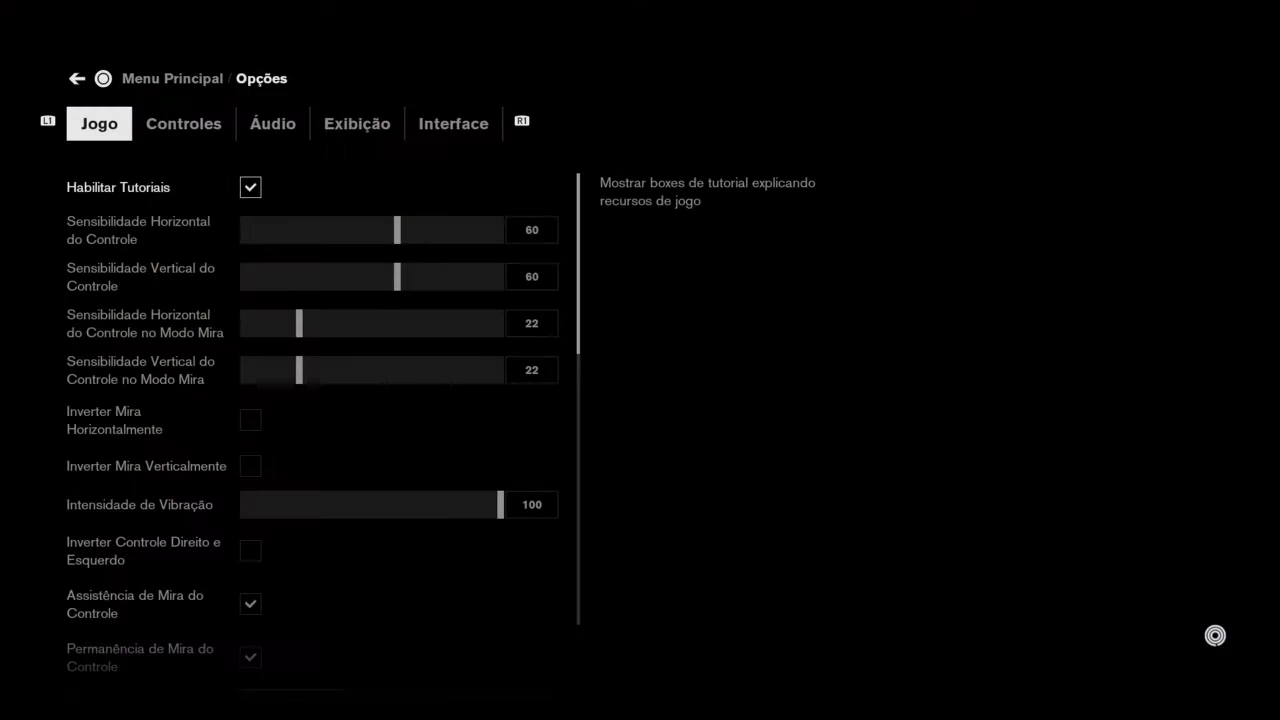 Menu Principal / Opções
L1 Jogo Controles Áudio Exibição Interface R1
Habilitar Tutoriais
Mostrar boxes de tutorial explicando
recursos de jogo
Sensibilidade Horizontal
do Controle
60
Sensibilidade Vertical do
Controle
60
Sensibilidade Horizontal
do Controle no Modo Mira
22
Sensibilidade Vertical do
Controle no Modo Mira
22
Inverter Mira
Horizontalmente
Inverter Mira Verticalmente
Intensidade de Vibração
100
Inverter Controle Direito e
Esquerdo
Assistência de Mira do
Controle
Permanência de Mira do
Controle